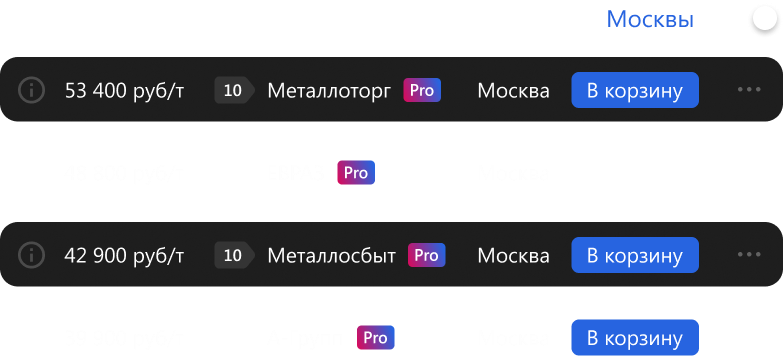 Москвы
53 400 руб/т 10 Металлоторг Pro Москва В корзину
Pro
42 900 руб/т 10 Металлосбыт Pro Москва В корзину
Pro В корзину